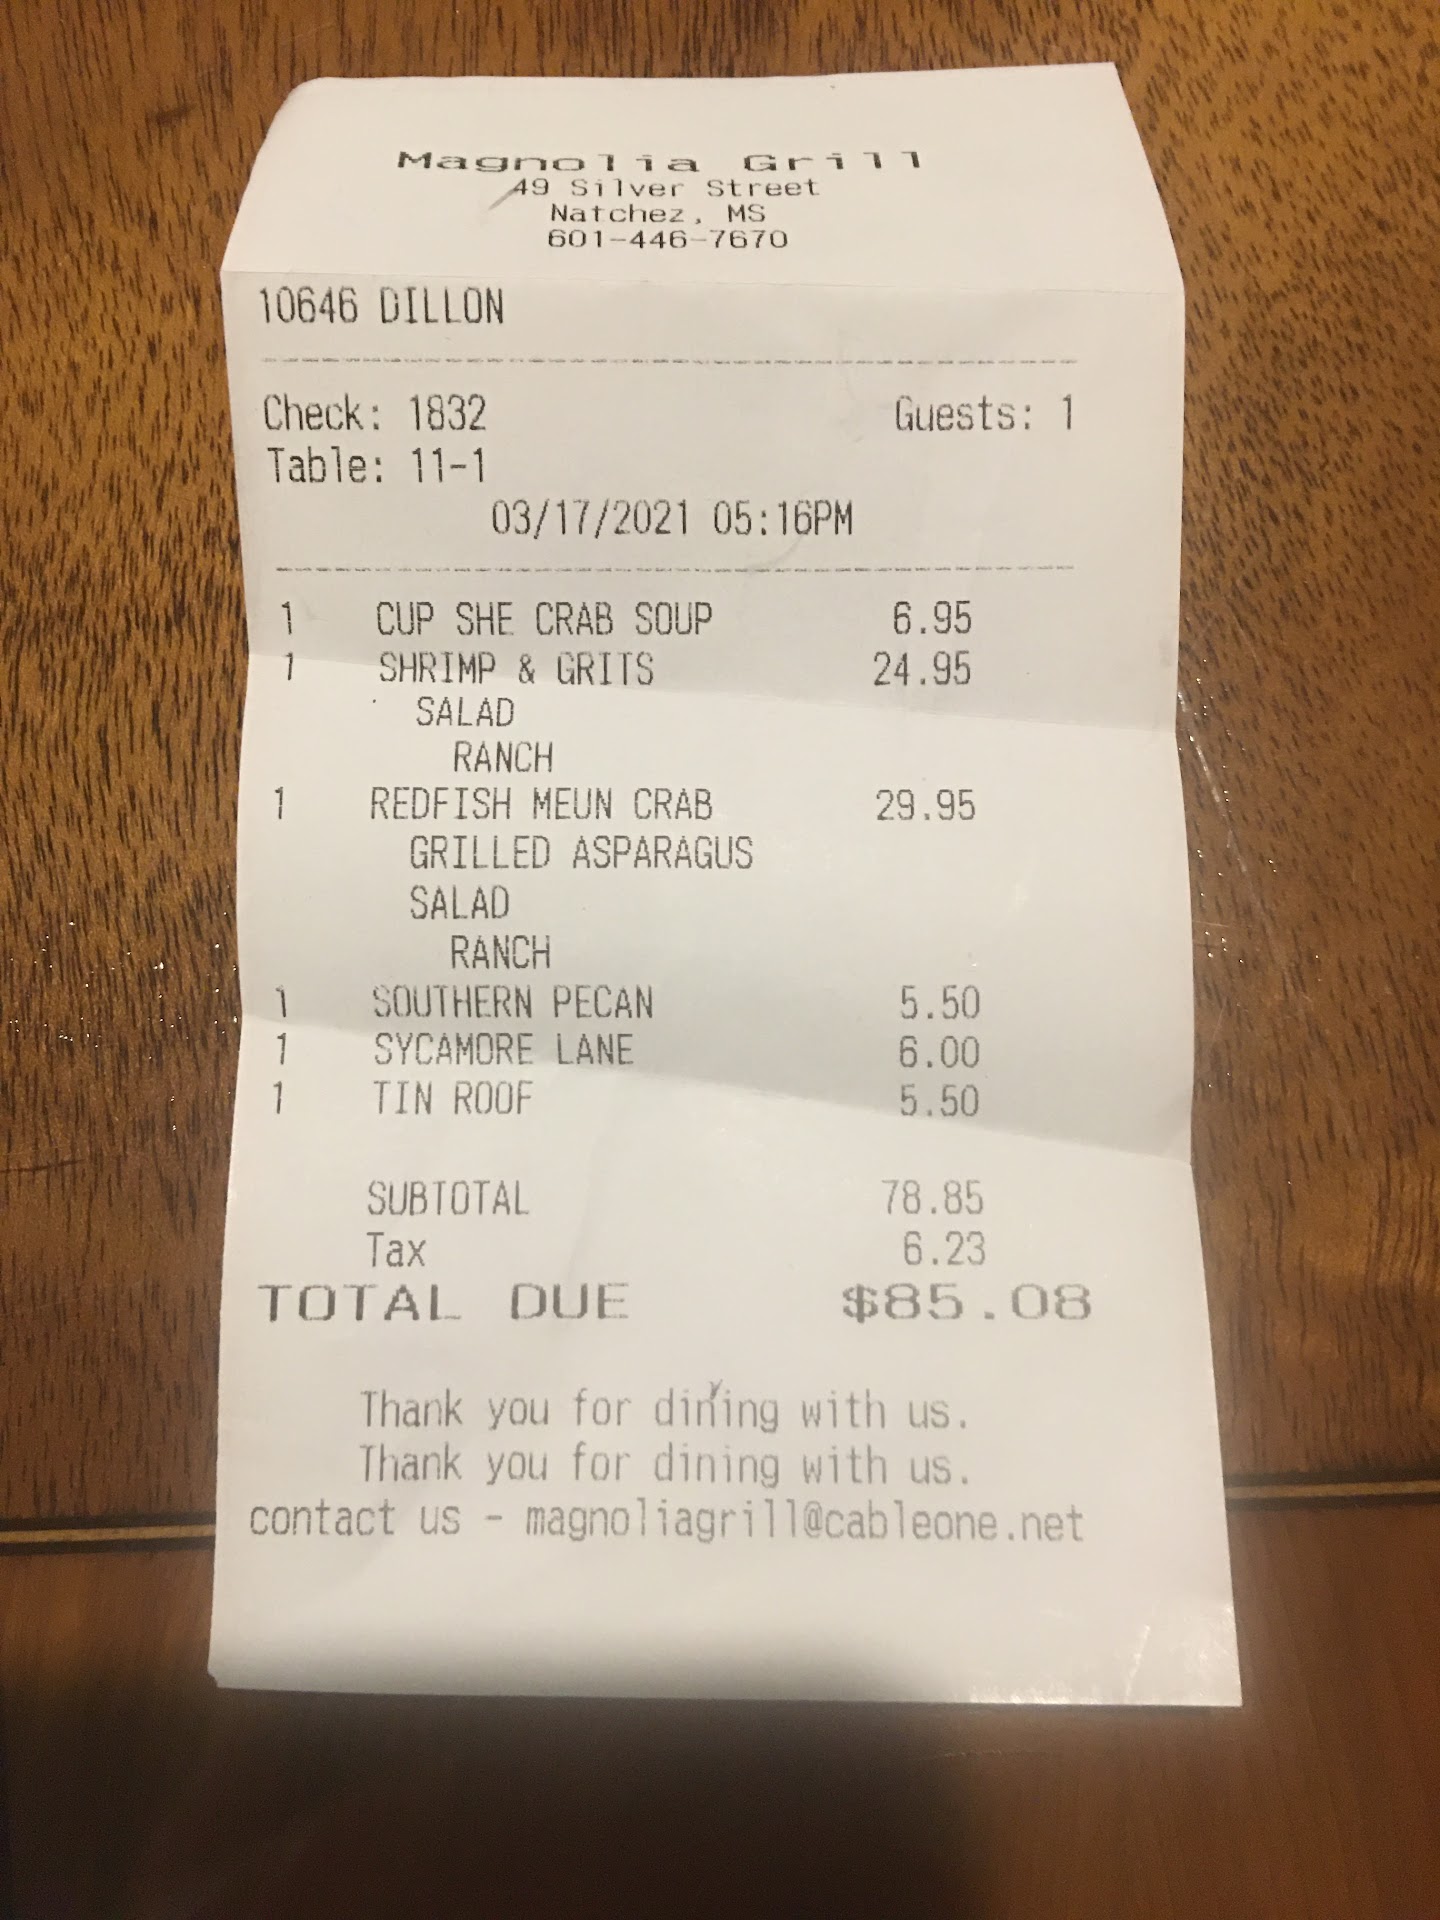 Magnolia Grill
49 Silver Street
Natchez, MS
601-446-7670
10646 DILLON
Check: 1832 Guests: 1
Table: 11-1
03/17/2021 05:16PM
1 CUP SHE CRAB SOUP 6.95
1 SHRIMP & GRITS 24.95
SALAD
RANCH
1 REDFISH MEUN CRAB 29.95
GRILLED ASPARAGUS
SALAD
RANCH
1 SOUTHERN PECAN 5.50
1 SYCAMORE LANE 6.00
1 TIN ROOF 5.50
SUBTOTAL 78.85
Tax 6.23
TOTAL DUE $85.08
Thank you for dining with us.
Thank you for dining with us.
contact us - magnoliagrill@cableone.net